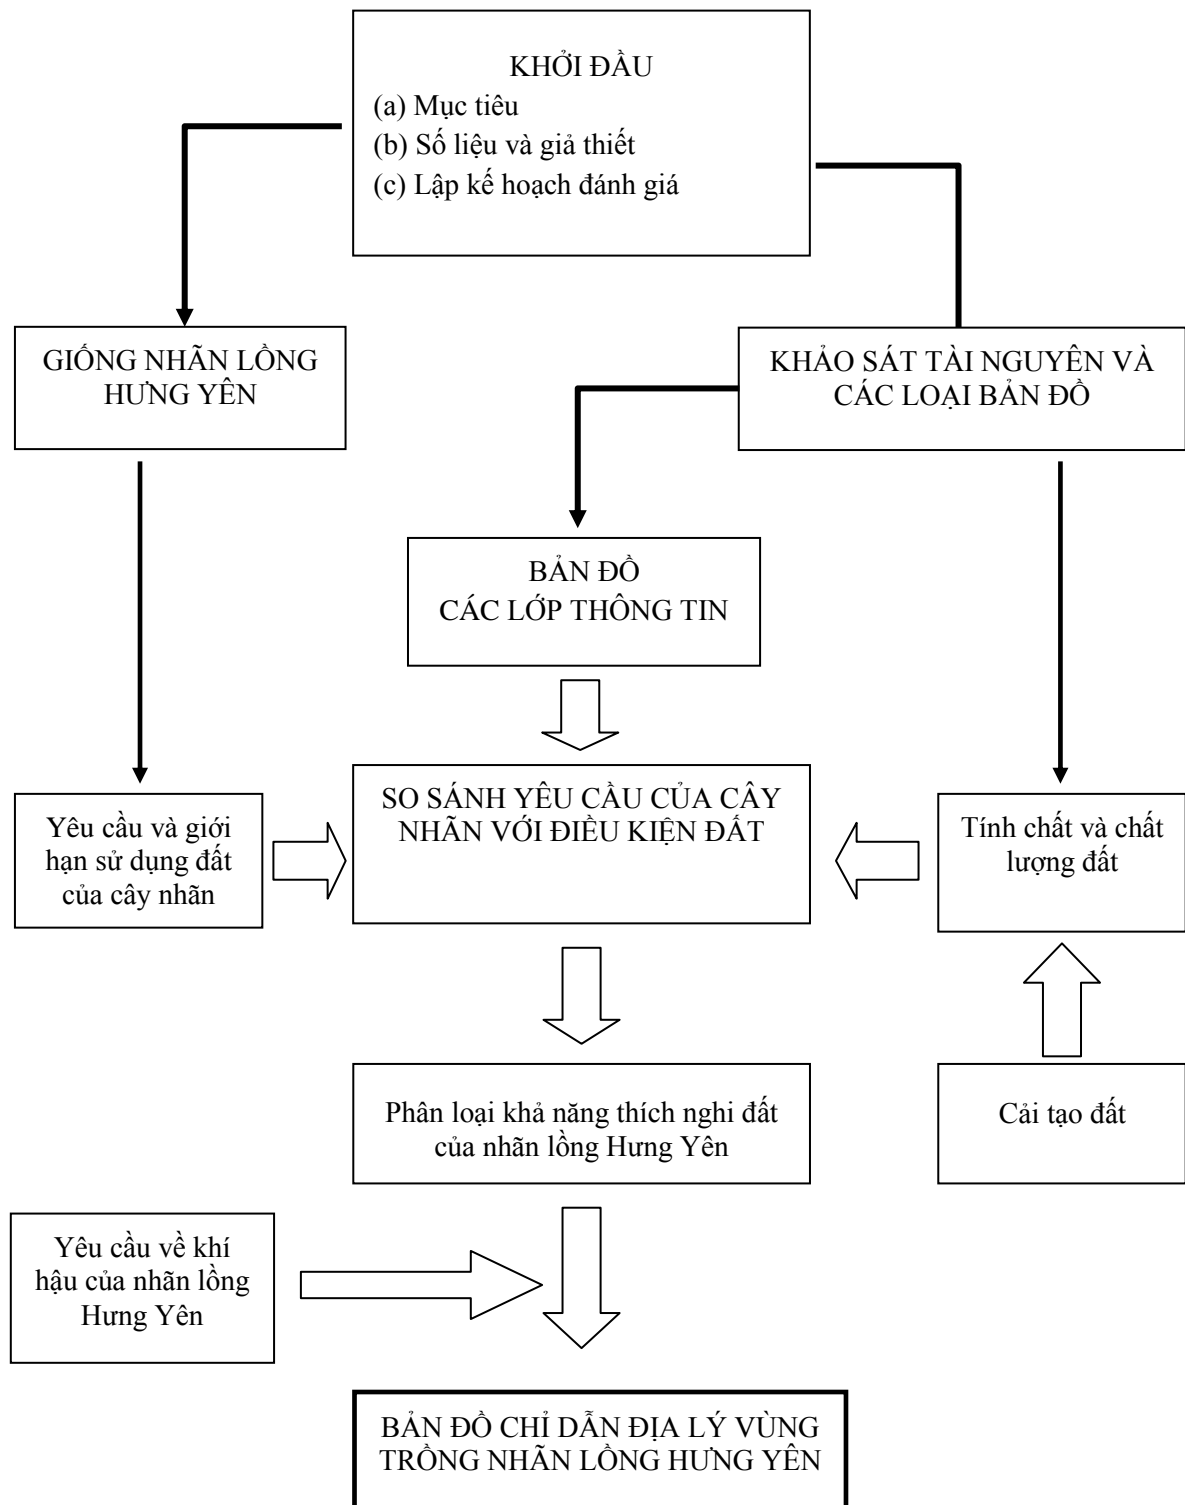 KHỞI ĐẦU
(a) Mục tiêu
(b) Số liệu và giả thiết
(c) Lập kế hoạch đánh giá
GIỐNG NHÃN LỒNG
HƯNG YÊN
KHẢO SÁT TÀI NGUYÊN VÀ
CÁC LOẠI BẢN ĐỒ
BẢN ĐỒ
CÁC LỚP THÔNG TIN
Yêu cầu và giới
hạn sử dụng đất
của cây nhãn
SO SÁNH YÊU CẦU CỦA CÂY
NHÃN VỚI ĐIỀU KIỆN ĐẤT
Tính chất và chất
lượng đất
Phân loại khả năng thích nghi đất
của nhãn lồng Hưng Yên
Cải tạo đất
Yêu cầu về khí
hậu của nhãn lồng
Hưng Yên
BẢN ĐỒ CHỈ DẪN ĐỊA LÝ VÙNG
TRỒNG NHÃN LỒNG HƯNG YÊN